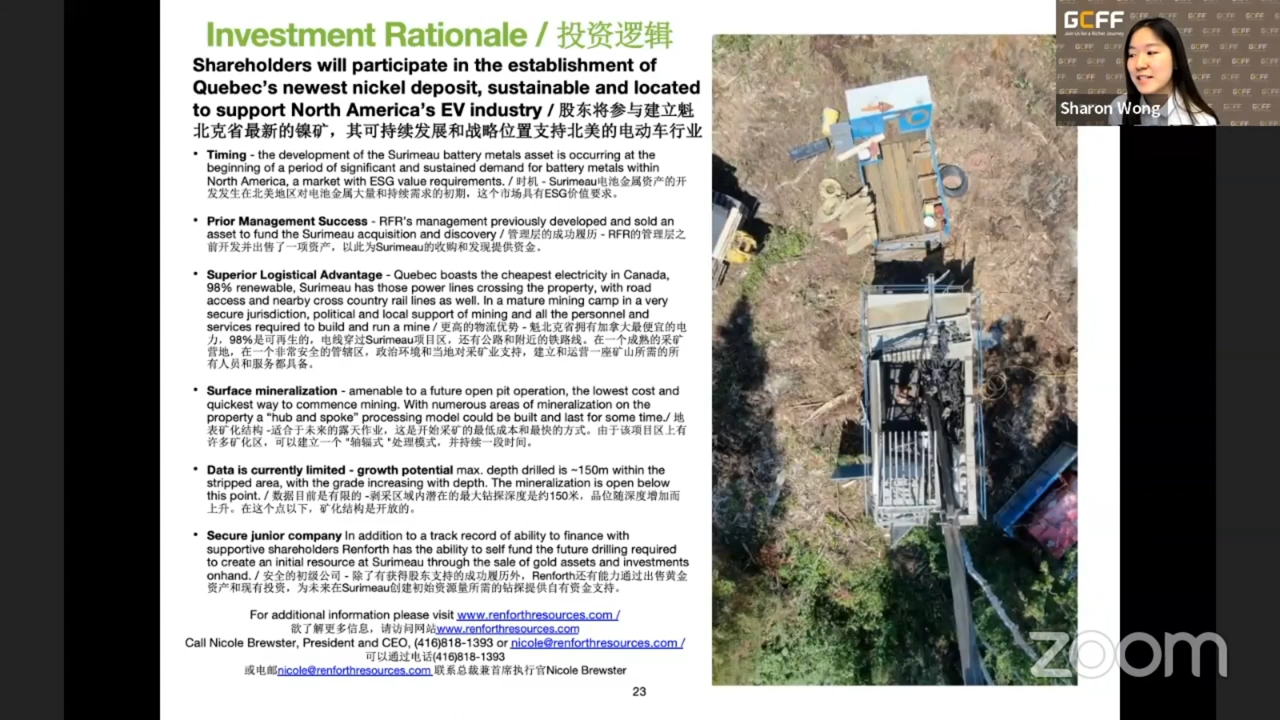 Investment Rationale / 投资逻辑
Shareholders will participate in the establishment of
Quebec's newest nickel deposit, sustainable and located
to support North America's EV industry / 股东将参与建立魁
北克省最新的镍矿，其可持续发展和战略位置支持北美的电动车行业
• Timing - the development of the Surimeau battery metals asset is occurring at the
beginning of a period of significant and sustained demand for battery metals within
North America, a market with ESG value requirements. / 时机 - Surimeau电池金属资产的开
发发生在北美地区对电池金属大量和持续需求的初期，这个市场具有ESG价值要求。
• Prior Management Success - RFR's management previously developed and sold an
asset to fund the Surimeau acquisition and discovery / 管理层的成功履历 - RFR的管理层之
前开发并出售了一项资产，以此为Surimeau的收购和发现提供资金。
• Superior Logistical Advantage - Quebec boasts the cheapest electricity in Canada,
98% renewable, Surimeau has those power lines crossing the property, with road
access and nearby cross country rail lines as well. In a mature mining camp in a very
secure jurisdiction, political and local support of mining and all the personnel and
services required to build and run a mine / 更高的物流优势 - 魁北克省拥有加拿大最便宜的电
力，98%是可再生的，电线穿过Surimeau项目区，还有公路和附近的铁路线。在一个成熟的采矿
营地，在一个非常安全的管辖区，政治环境和当地对采矿业支持，建立和运营一座矿山所需的所
有人员和服务都具备。
• Surface mineralization - amenable to a future open pit operation, the lowest cost and
quickest way to commence mining. With numerous areas of mineralization on the
property a “hub and spoke” processing model could be built and last for some time./ 地
表矿化结构 -适合于未来的露天作业，这是开始采矿的最低成本和最快的方式。由于该项目区上有
许多矿化区，可以建立一个 "轴辐式 "处理模式，并持续一段时间。
• Data is currently limited - growth potential max. depth drilled is ~150m within the
stripped area, with the grade increasing with depth. The mineralization is open below
this point. / 数据目前是有限的 -剥采区域内潜在的最大钻探深度是约150米，品位随深度增加而
上升。在这个点以下，矿化结构是开放的。
• Secure junior company In addition to a track record of ability to finance with
supportive shareholders Renforth has the ability to self fund the future drilling required
to create an initial resource at Surimeau through the sale of gold assets and investments
onhand. / 安全的初级公司 - 除了有获得股东支持的成功履历外，Renforth还有能力通过出售黄金
资产和现有投资，为未来在Surimeau创建初始资源量所需的钻探提供自有资金支持。
For additional information please visit www.renforthresources.com /
欲了解更多信息，请访问网站www.renforthresources.com
Call Nicole Brewster, President and CEO, (416)818-1393 or nicole@renforthresources.com /
可以通过电话(416)818-1393
或电邮nicole@renforthresources.com 联系总裁兼首席执行官Nicole Brewster
23
GCFF
Join Us for a Richer Journey
Sharon Wong
zoom